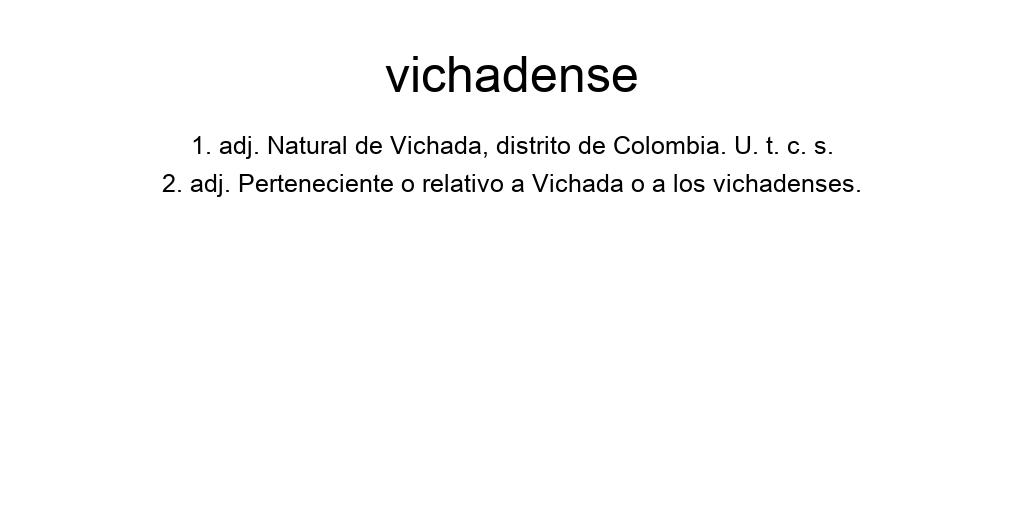 vichadense
1. adj. Natural de Vichada, distrito de Colombia. U. t. c. s.
2. adj. Perteneciente o relativo a Vichada o a los vichadenses.